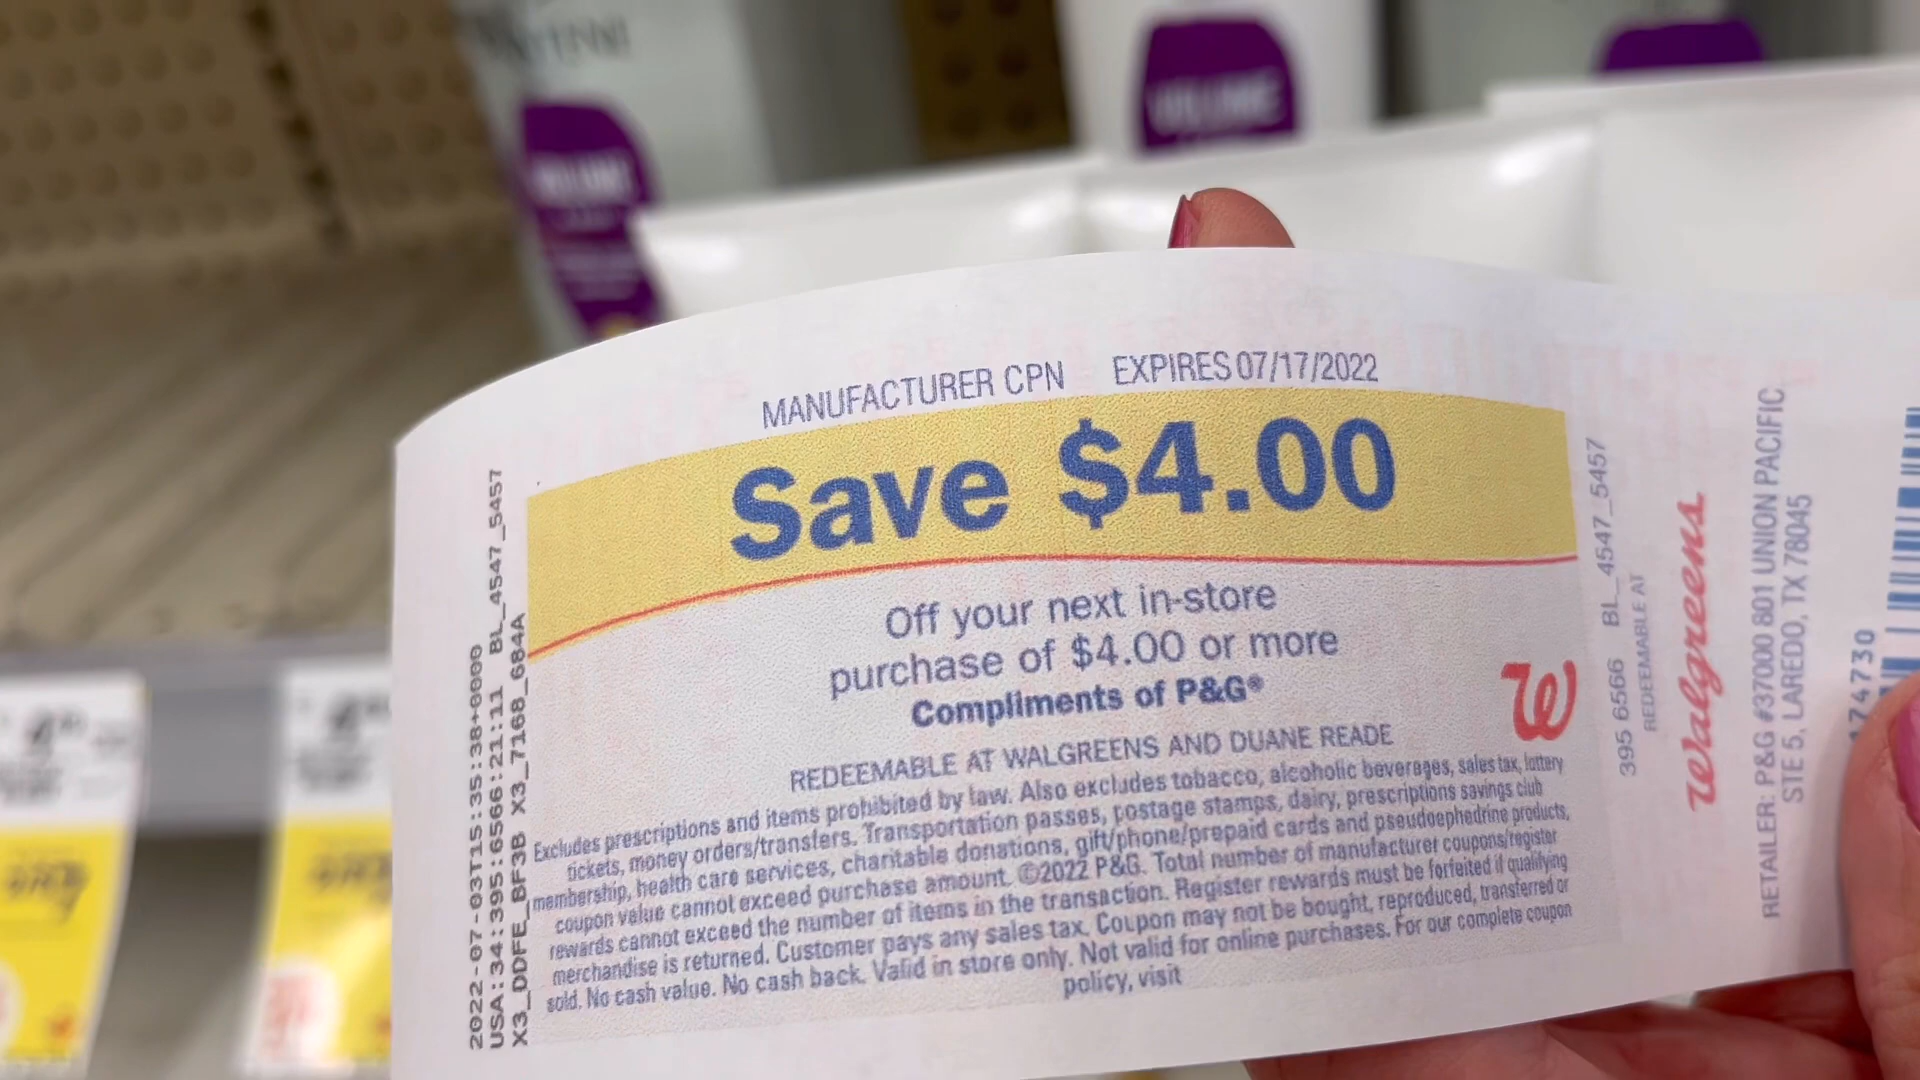 VOLUME
VOLUME
MANUFACTURER CPN EXPIRES 07/17/2022
Save $4.00
Off your next in-store
purchase of $4.00 or more
Compliments of P&G®
REDEEMABLE AT WALGREENS AND DUANE READE
Excludes prescriptions and items prohibited by law. Also excludes tobacco, alcoholic beverages, sales tax, lottery
tickets, money orders/transfers. Transportation passes, postage stamps, dairy, prescriptions savings club
membership, health care services, charitable donations, gift/phone/prepaid cards and pseudoephedrine products,
coupon value cannot exceed purchase amount. ©2022 P&G. Total number of manufacturer coupons/register
rewards cannot exceed the number of items in the transaction. Register rewards must be forfeited if qualifying
merchandise is returned. Customer pays any sales tax. Coupon may not be bought, reproduced, transferred or
sold. No cash value. No cash back. Valid in store only. Not valid for online purchases. For our complete coupon
policy, visit
W
2022-07-03T15:35:38+0000
USA:34:395:6566:21:11 BL_4547_5457
X3_DDFE_BF3B X3_7168_684A
395 6566 BL_4547_5457
REDEEMABLE AT
Walgreens
RETAILER: P&G #37000 801 UNION PACIFIC
STE 5, LAREDO, TX 78045
174730